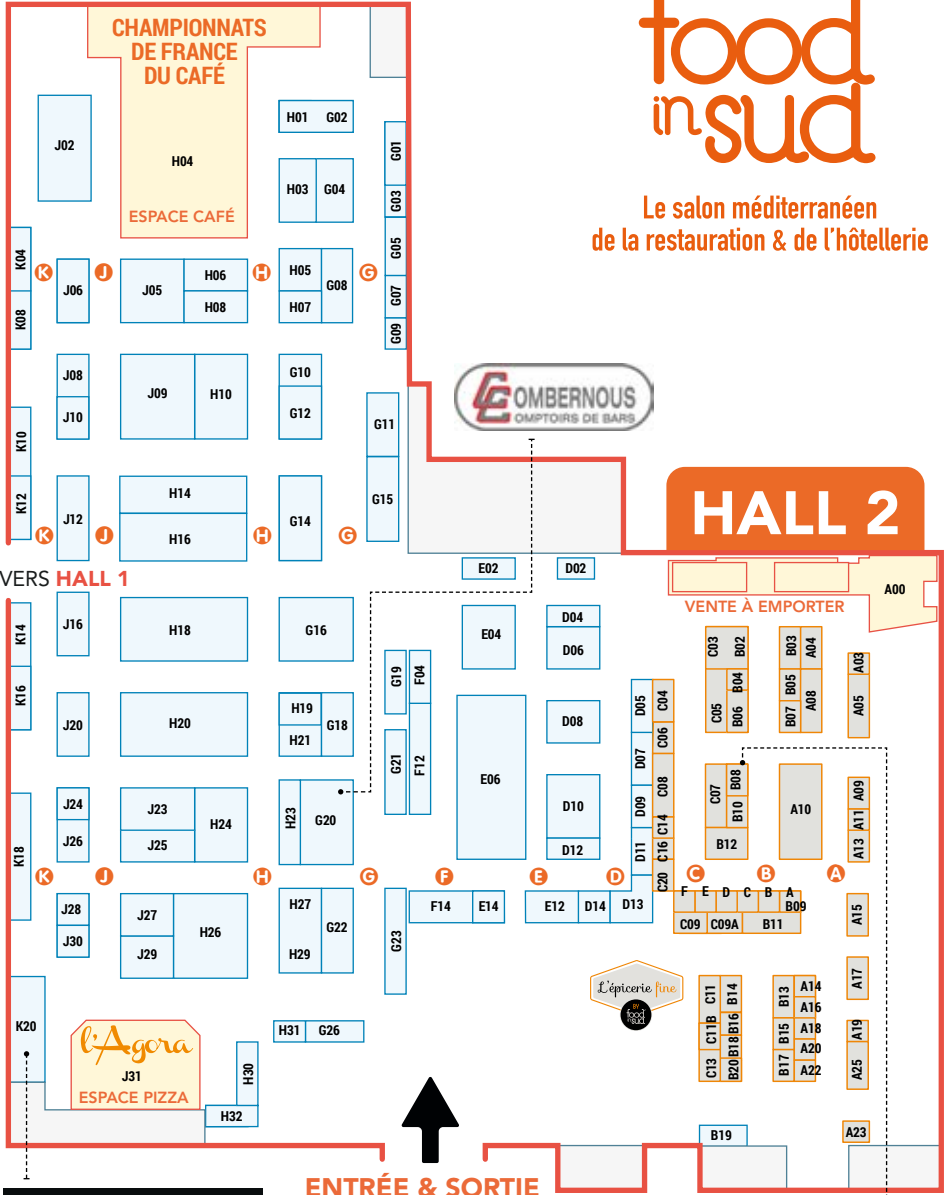 food
in sud
Le salon méditerranéen
de la restauration & de l'hôtellerie
CHAMPIONNATS
DE FRANCE
DU CAFÉ
H04
ESPACE CAFÉ
J02
H01 G02
G01
H03 G04
G03
K04
K J H G
G05
J06
J05
H06
H08
H05
H07
G08
G07
K08
G09
J08
J10
J09
H10
G10
G12
G11
K10
K12
G15
J12
H14
H16
G14
K J H G
COMBERNOUS
COMPTOIRS DE BARS
HALL 2
VERS HALL 1
E02
D02
A00
VENTE À EMPORTER
K14
J16
H18
G16
E04
D04
D06
K16
G19
F04
J20
H20
H19
H21
G18
G21
F12
E06
D08
D10
D12
D05
D07
D09
D11
C04
C06
C08
C14
C16
C20
C03
B02
C05
B04
B06
B03
A04
B05
B07
A08
A03
A05
C07
B08
B10
B12
A10
A09
A11
A13
K18
J24
J26
J23
J25
H24
H23
G20
K J H G F E D C B A
J28
J30
J27
J29
H26
H27
H29
G22
G23
F14
E14
E12
D14
D13
F E D C B A
B09
C09
C09A
B11
A15
A17
L'épicerie fine
BY
food
in sud
C11
B14
C11B
B16
B18
C13
B20
B13
A14
A16
B15
A18
A20
B17
A22
A19
A25
K20
l'Agora
J31
ESPACE PIZZA
H31
G26
H30
H32
B19
A23
ENTRÉE & SORTIE